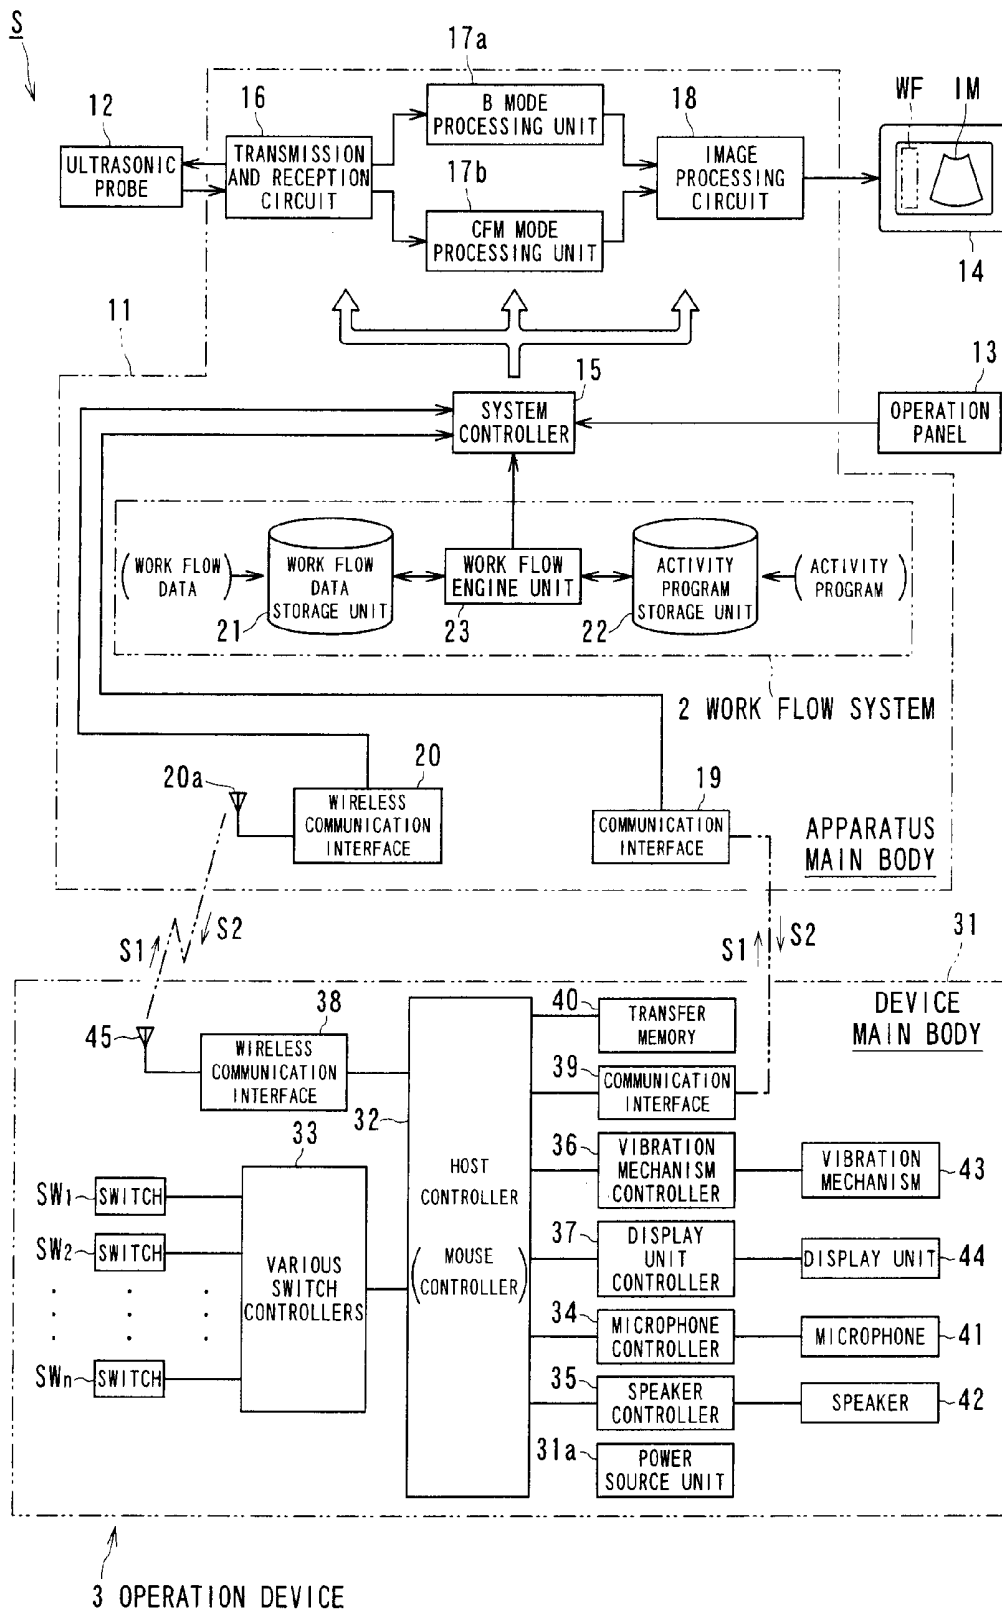 S
17a
16
B MODE
PROCESSING UNIT
18
WF
IM
12
ULTRASONIC
PROBE
TRANSMISSION
AND RECEPTION
CIRCUIT
17b
IMAGE
PROCESSING
CIRCUIT
CFM MODE
PROCESSING UNIT
14
11
15
13
SYSTEM
CONTROLLER
OPERATION
PANEL
(WORK FLOW
DATA)
WORK FLOW
DATA
STORAGE UNIT
WORK FLOW
ENGINE UNIT
ACTIVITY
PROGRAM
STORAGE UNIT
(ACTIVITY
PROGRAM)
21
23
22
2 WORK FLOW SYSTEM
20a
20
19
WIRELESS
COMMUNICATION
INTERFACE
COMMUNICATION
INTERFACE
APPARATUS
MAIN BODY
S1
S2
S1
S2
31
DEVICE
MAIN BODY
45
38
WIRELESS
COMMUNICATION
INTERFACE
40
TRANSFER
MEMORY
39
COMMUNICATION
INTERFACE
32
33
HOST
CONTROLLER
(MOUSE
CONTROLLER)
36
VIBRATION
MECHANISM
CONTROLLER
VIBRATION
MECHANISM
43
SW1
SWITCH
SW2
SWITCH
VARIOUS
SWITCH
CONTROLLERS
37
DISPLAY
UNIT
CONTROLLER
DISPLAY UNIT
44
34
MICROPHONE
CONTROLLER
MICROPHONE
41
SWn
SWITCH
35
SPEAKER
CONTROLLER
SPEAKER
42
31a
POWER
SOURCE UNIT
3 OPERATION DEVICE